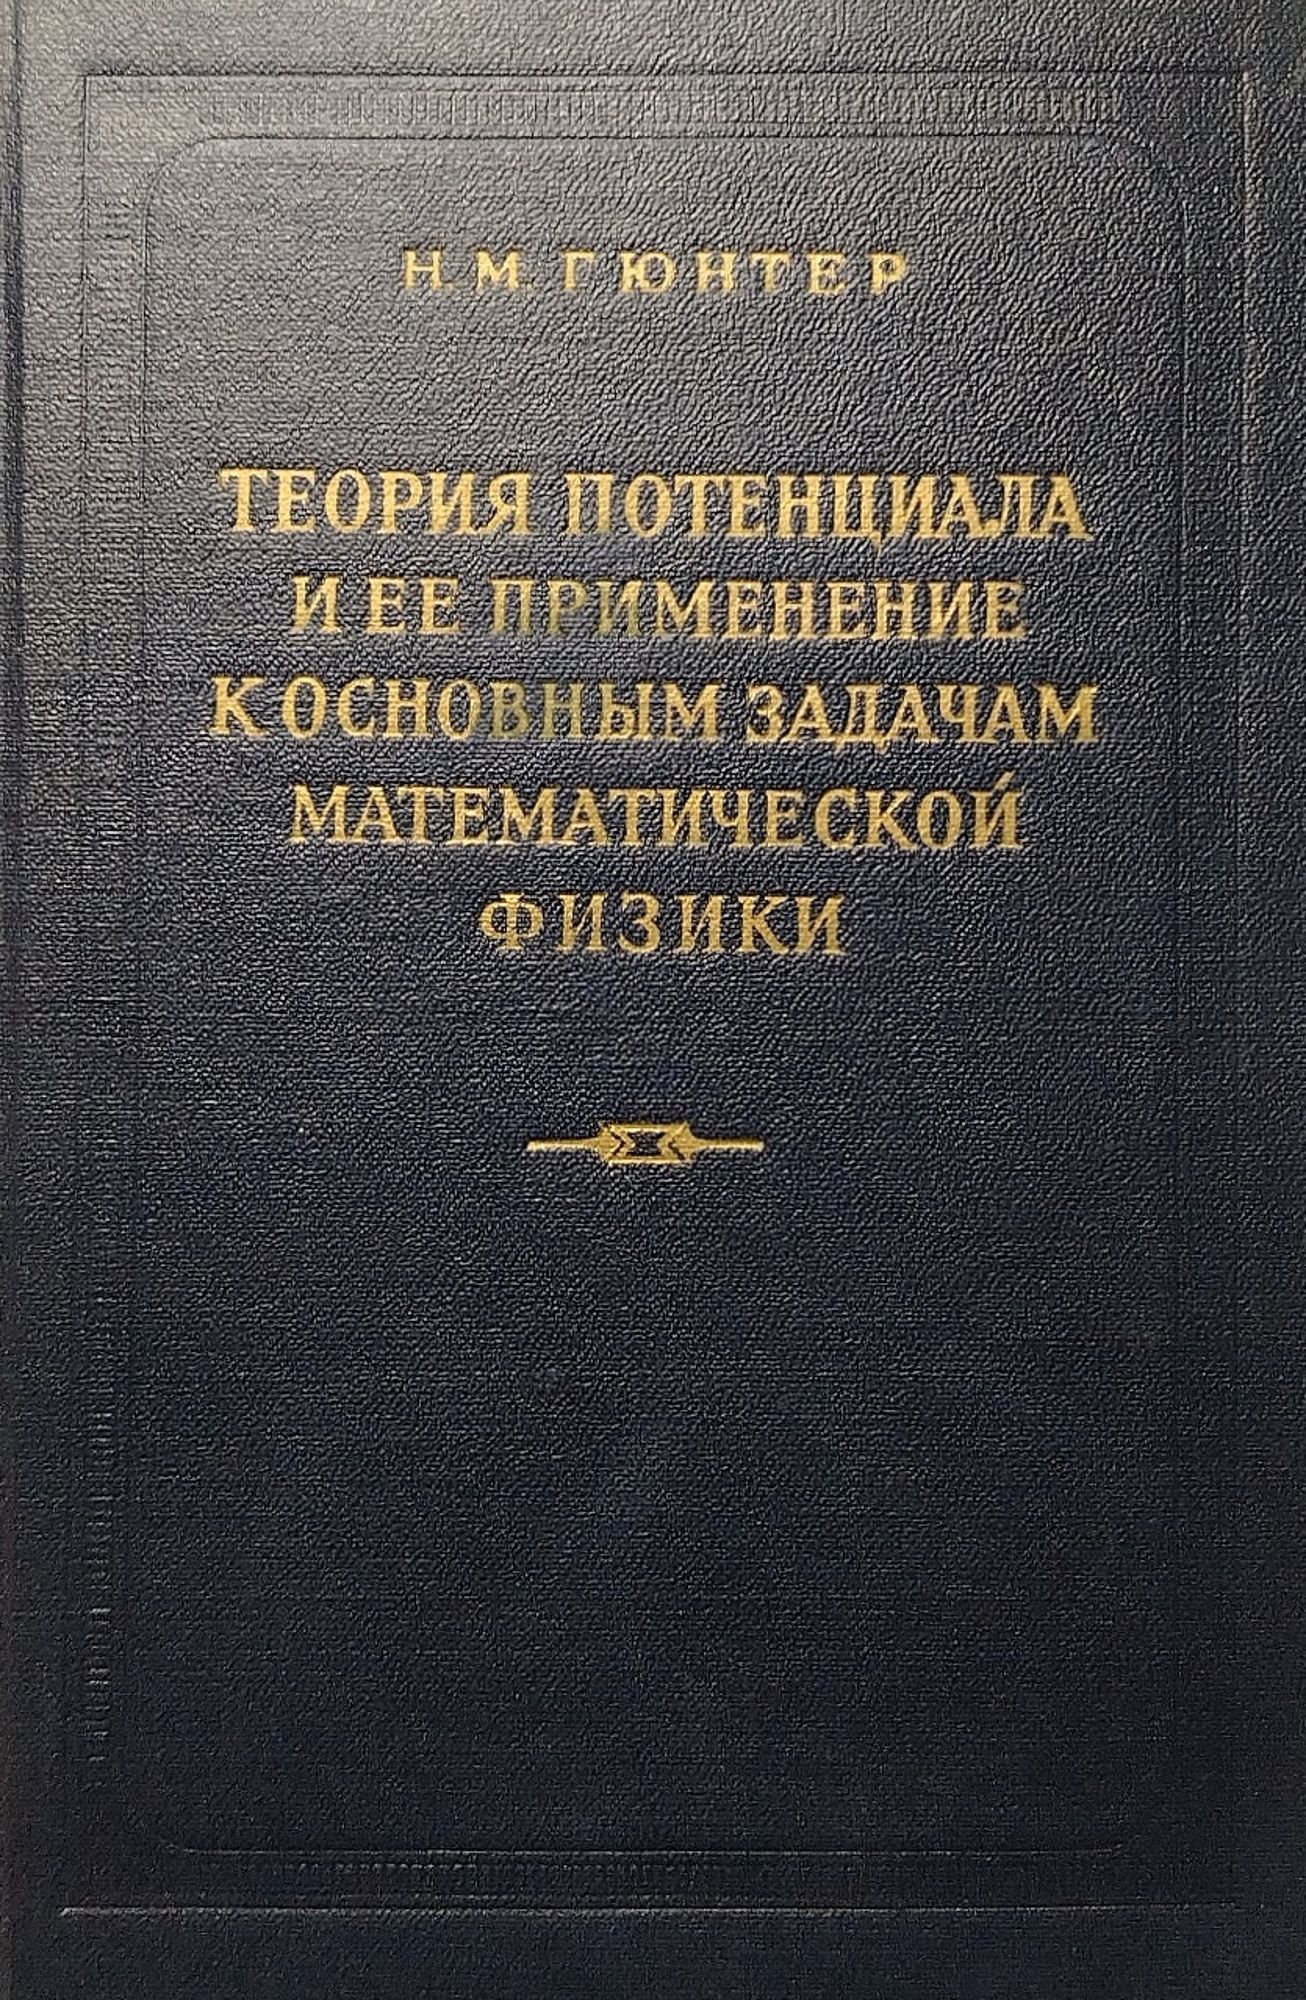 Н. М. ГЮНТЕР
ТЕОРИЯ ПОТЕНЦИАЛА
И ЕЕ ПРИМЕНЕНИЕ
К ОСНОВНЫМ ЗАДАЧАМ
МАТЕМАТИЧЕСКОЙ
ФИЗИКИ